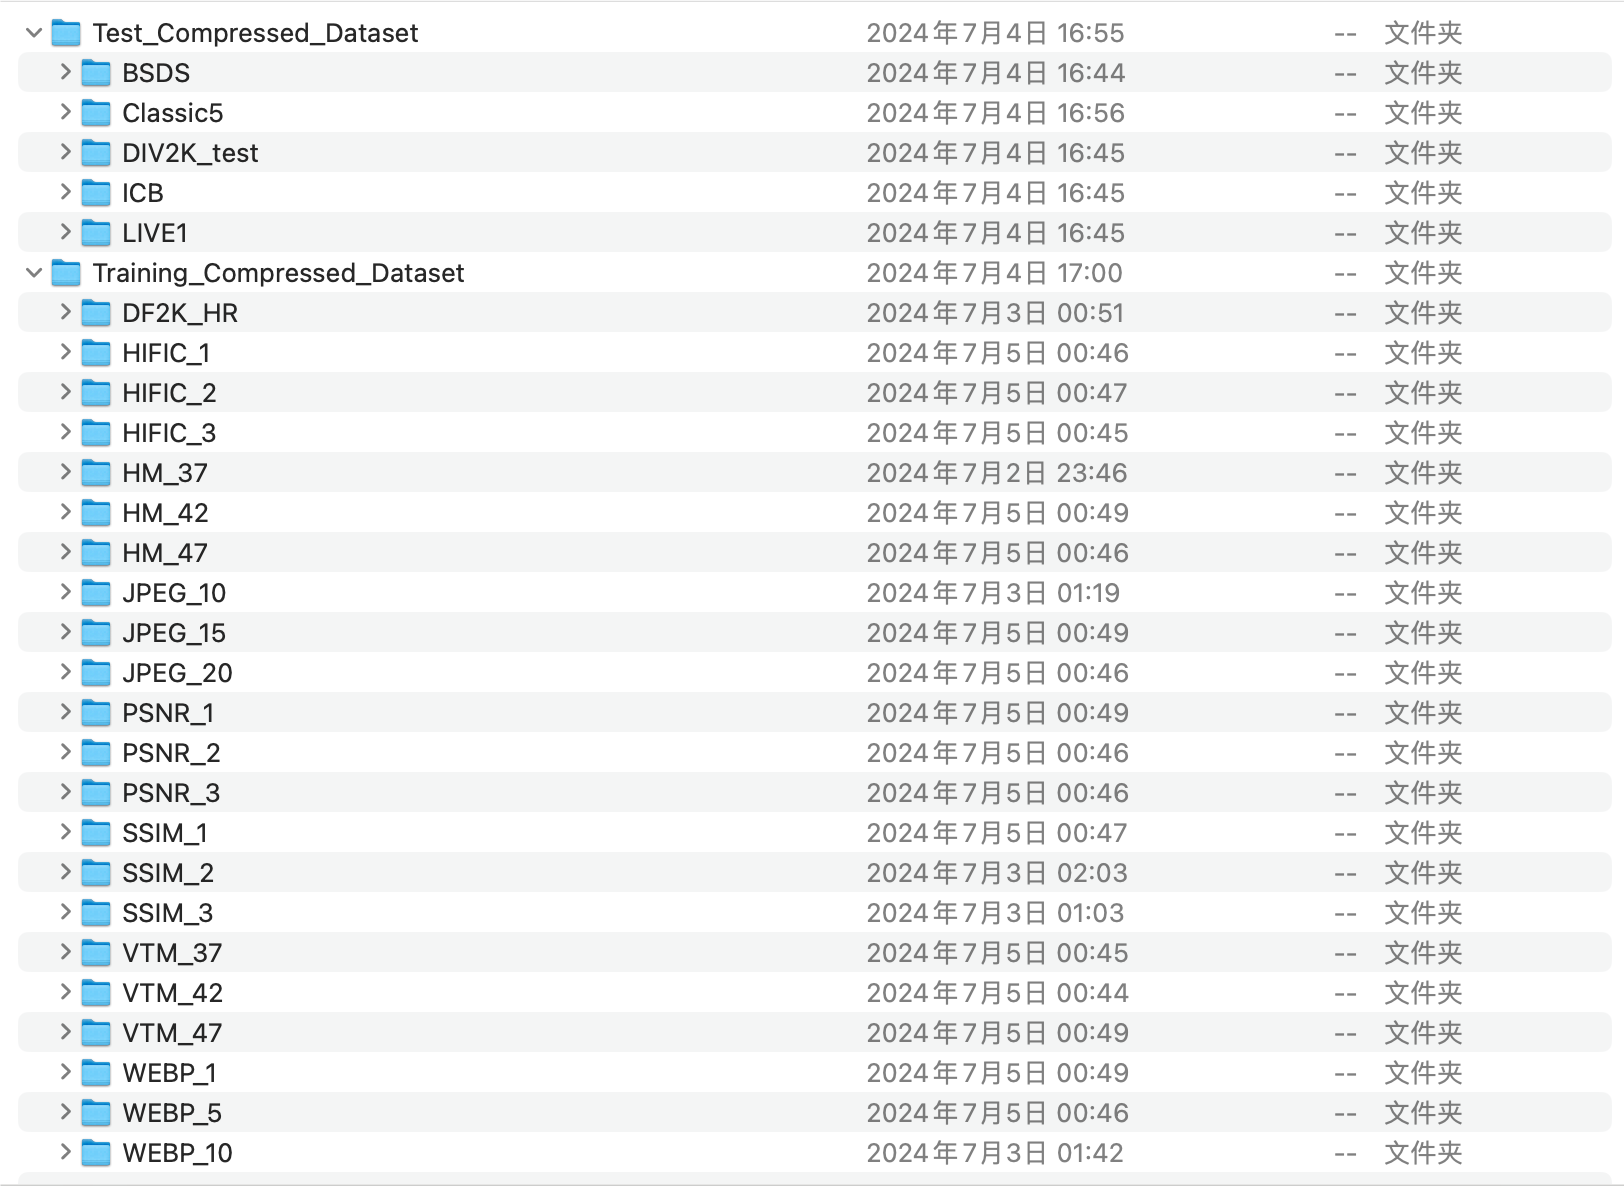 Test_Compressed_Dataset 2024年7月4日 16:55 -- 文件夹
BSDS 2024年7月4日 16:44 -- 文件夹
Classic5 2024年7月4日 16:56 -- 文件夹
DIV2K_test 2024年7月4日 16:45 -- 文件夹
ICB 2024年7月4日 16:45 -- 文件夹
LIVE1 2024年7月4日 16:45 -- 文件夹
Training_Compressed_Dataset 2024年7月4日 17:00 -- 文件夹
DF2K_HR 2024年7月3日 00:51 -- 文件夹
HIFIC_1 2024年7月5日 00:46 -- 文件夹
HIFIC_2 2024年7月5日 00:47 -- 文件夹
HIFIC_3 2024年7月5日 00:45 -- 文件夹
HM_37 2024年7月2日 23:46 -- 文件夹
HM_42 2024年7月5日 00:49 -- 文件夹
HM_47 2024年7月5日 00:46 -- 文件夹
JPEG_10 2024年7月3日 01:19 -- 文件夹
JPEG_15 2024年7月5日 00:49 -- 文件夹
JPEG_20 2024年7月5日 00:46 -- 文件夹
PSNR_1 2024年7月5日 00:49 -- 文件夹
PSNR_2 2024年7月5日 00:46 -- 文件夹
PSNR_3 2024年7月5日 00:46 -- 文件夹
SSIM_1 2024年7月5日 00:47 -- 文件夹
SSIM_2 2024年7月3日 02:03 -- 文件夹
SSIM_3 2024年7月3日 01:03 -- 文件夹
VTM_37 2024年7月5日 00:45 -- 文件夹
VTM_42 2024年7月5日 00:44 -- 文件夹
VTM_47 2024年7月5日 00:49 -- 文件夹
WEBP_1 2024年7月5日 00:49 -- 文件夹
WEBP_5 2024年7月5日 00:46 -- 文件夹
WEBP_10 2024年7月3日 01:42 -- 文件夹